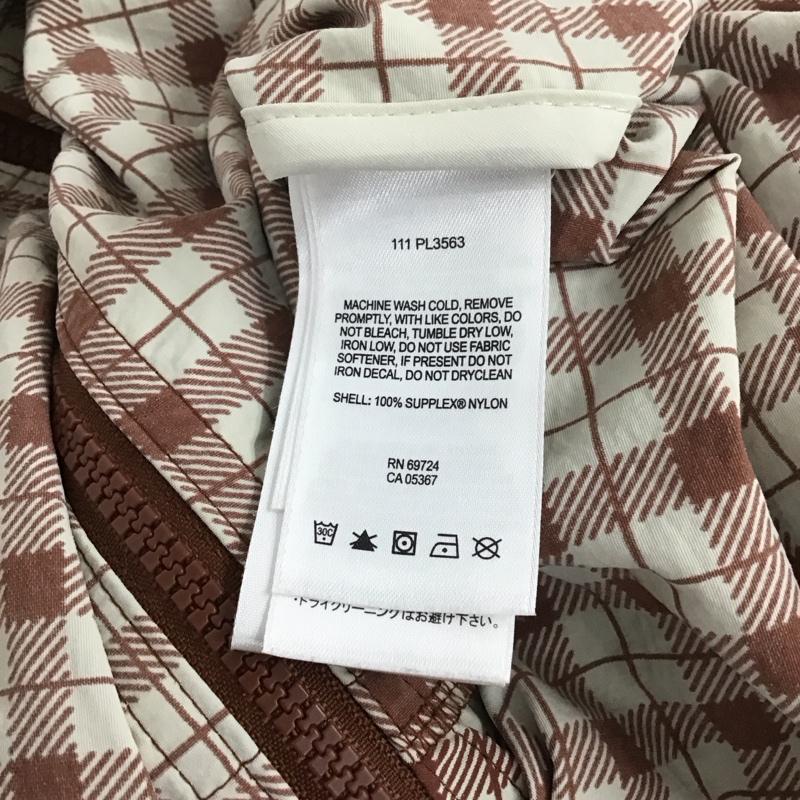 111 PL3563
MACHINE WASH COLD, REMOVE
PROMPTLY, WITH LIKE COLORS, DO
NOT BLEACH, TUMBLE DRY LOW,
IRON LOW, DO NOT USE FABRIC
SOFTENER, IF PRESENT DO NOT
IRON DECAL, DO NOT DRYCLEAN
SHELL: 100% SUPPLEX® NYLON
RN 69724
CA 05367
30C
・ドライクリーニングはお避け下さい。